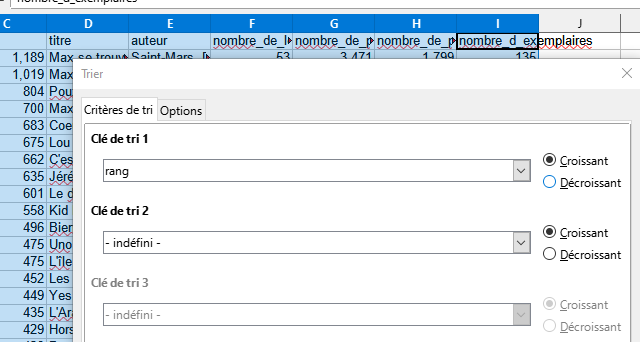 C D E F G H I J
titre auteur nombre_de_l nombre_de_p nombre_de_p nombre_d_exemplaires
1,189 Max se trouv Saint-Mars, 53 3,471 1,799 135
1,019 Max
Trier
804 Pou
700 Max
Critères de tri Options
683 Coe
Clé de tri 1
675 Lou
662 C'es
rang
Croissant
635 Jéré
Décroissant
601 Le d
Clé de tri 2
558 Kid
496 Bien
- indéfini -
Croissant
475 Uno
Décroissant
475 L'île
452 Les
Clé de tri 3
449 Yes
Croissant
435 L'Ar
- indéfini -
429 Hors
Décroissant